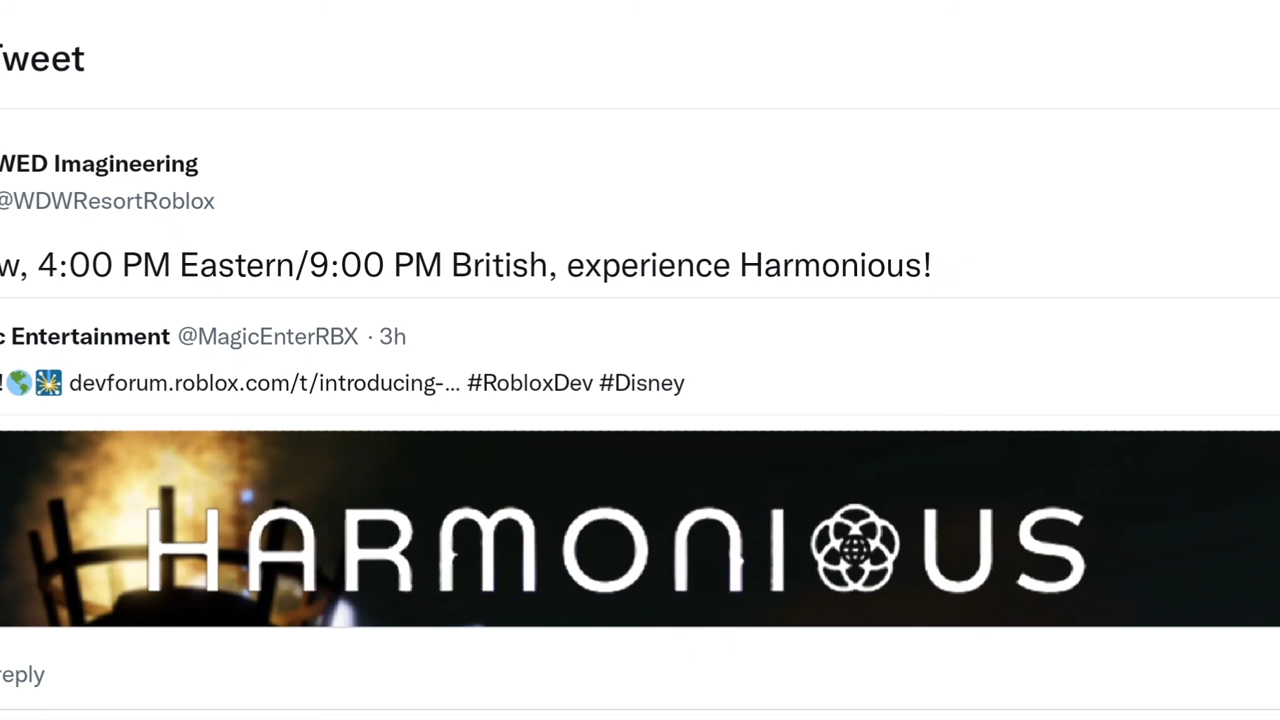 Tweet
WED Imagineering
@WDWResortRoblox
w, 4:00 PM Eastern/9:00 PM British, experience Harmonious!
c Entertainment @MagicEnterRBX · 3h
!🌎🎇 devforum.roblox.com/t/introducing-... #RobloxDev #Disney
HARMONIOUS
reply